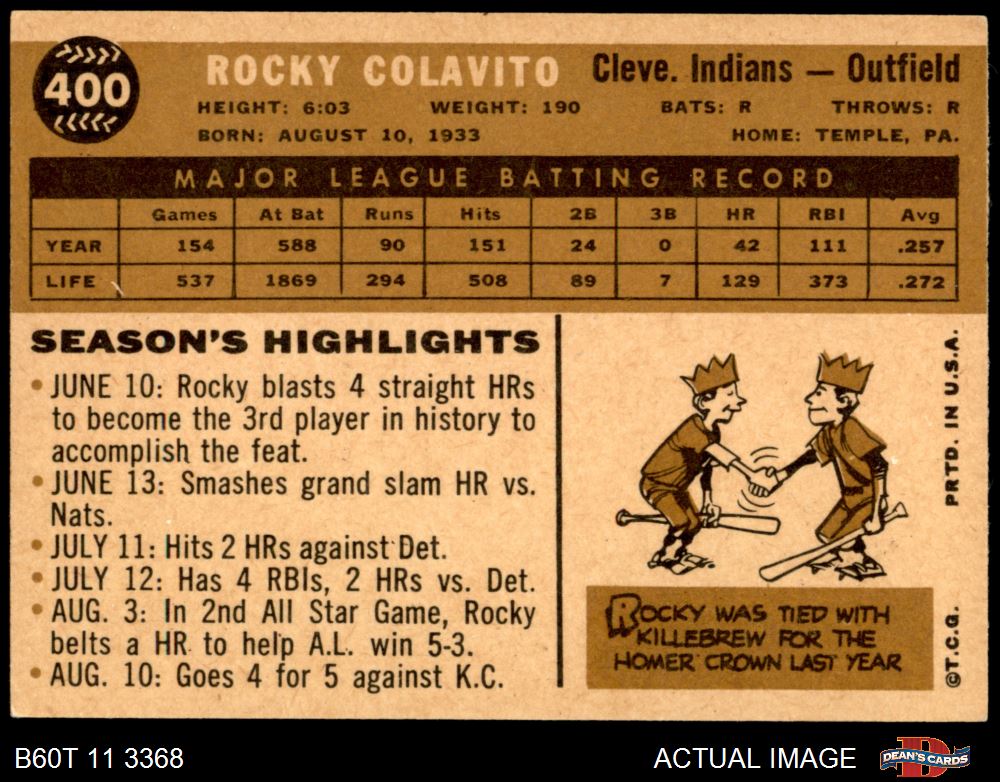 400
ROCKY COLAVITO Cleve. Indians — Outfield
HEIGHT: 6:03 WEIGHT: 190 BATS: R THROWS: R
BORN: AUGUST 10, 1933 HOME: TEMPLE, PA.
MAJOR LEAGUE BATTING RECORD
Games At Bat Runs Hits 2B 3B HR RBI Avg
YEAR 154 588 90 151 24 0 42 111 .257
LIFE 537 1869 294 508 89 7 129 373 .272
SEASON'S HIGHLIGHTS
• JUNE 10: Rocky blasts 4 straight HRs
to become the 3rd player in history to
accomplish the feat.
• JUNE 13: Smashes grand slam HR vs.
Nats.
• JULY 11: Hits 2 HRs against Det.
• JULY 12: Has 4 RBIs, 2 HRs vs. Det.
• AUG. 3: In 2nd All Star Game, Rocky
belts a HR to help A.L. win 5-3.
• AUG. 10: Goes 4 for 5 against K.C.
ROCKY WAS TIED WITH
KILLEBREW FOR THE
HOMER CROWN LAST YEAR
©T.C.G. PRTD. IN U.S.A.
B60T 11 3368 ACTUAL IMAGE DEAN'S CARDS